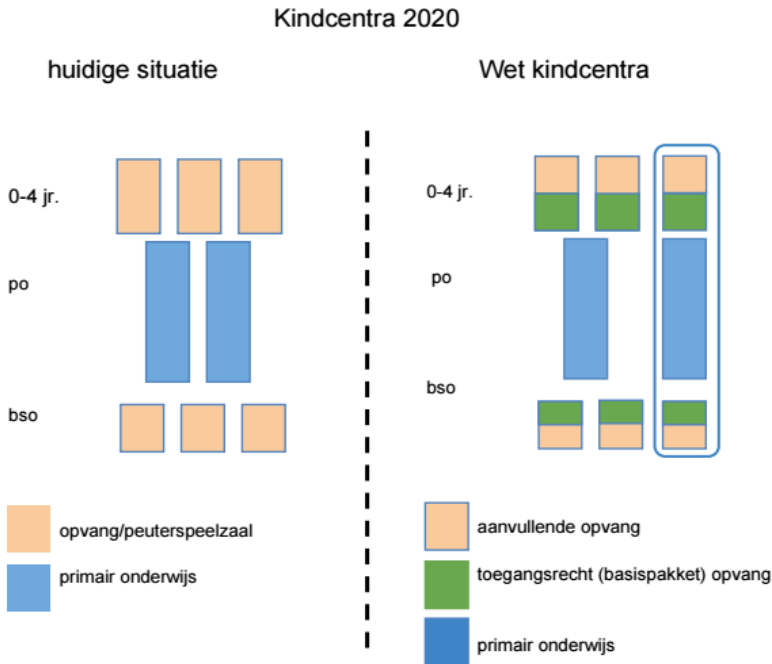 Kindcentra 2020
huidige situatie
0-4 jr.
po
bso
opvang/peuterspeelzaal
primair onderwijs
Wet kindcentra
0-4 jr.
po
bso
aanvullende opvang
toegangsrecht (basispakket) opvang
primair onderwijs